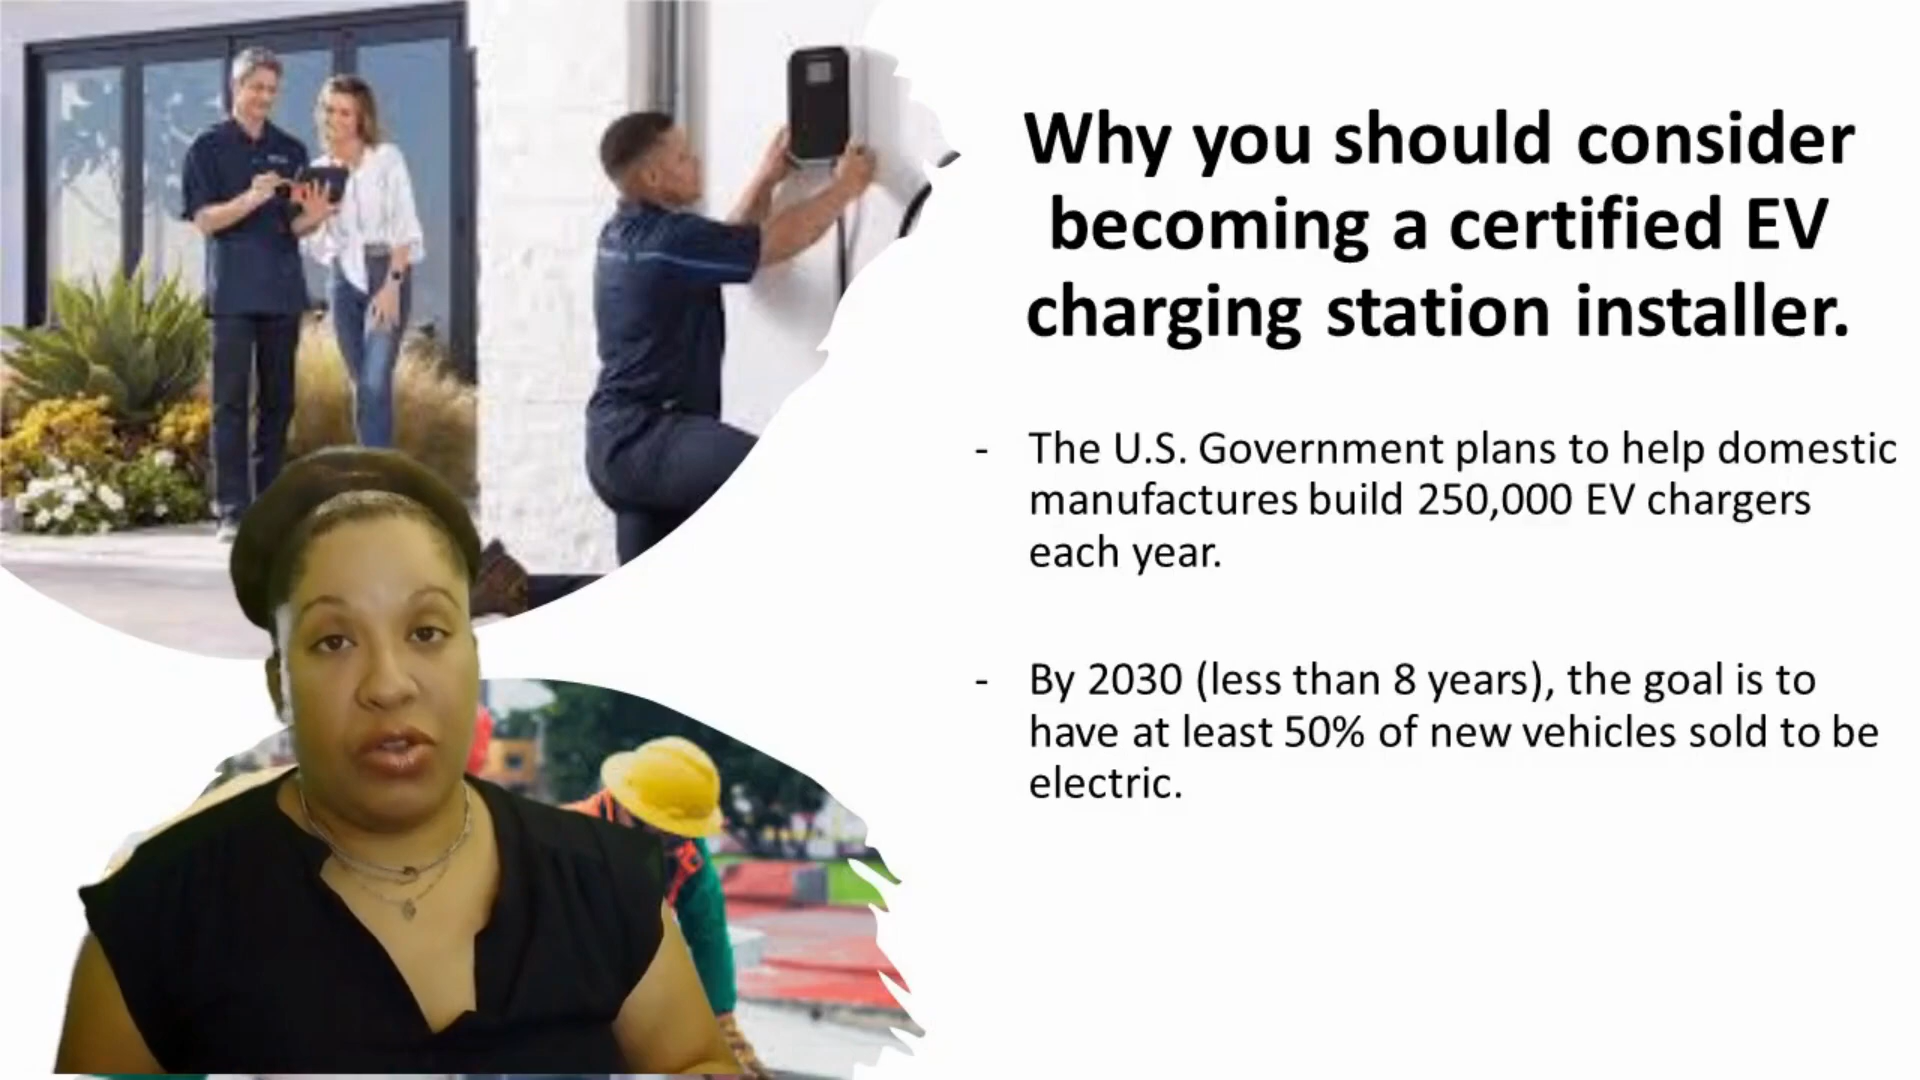 Why you should consider
becoming a certified EV
charging station installer.
- The U.S. Government plans to help domestic
manufactures build 250,000 EV chargers
each year.
- By 2030 (less than 8 years), the goal is to
have at least 50% of new vehicles sold to be
electric.